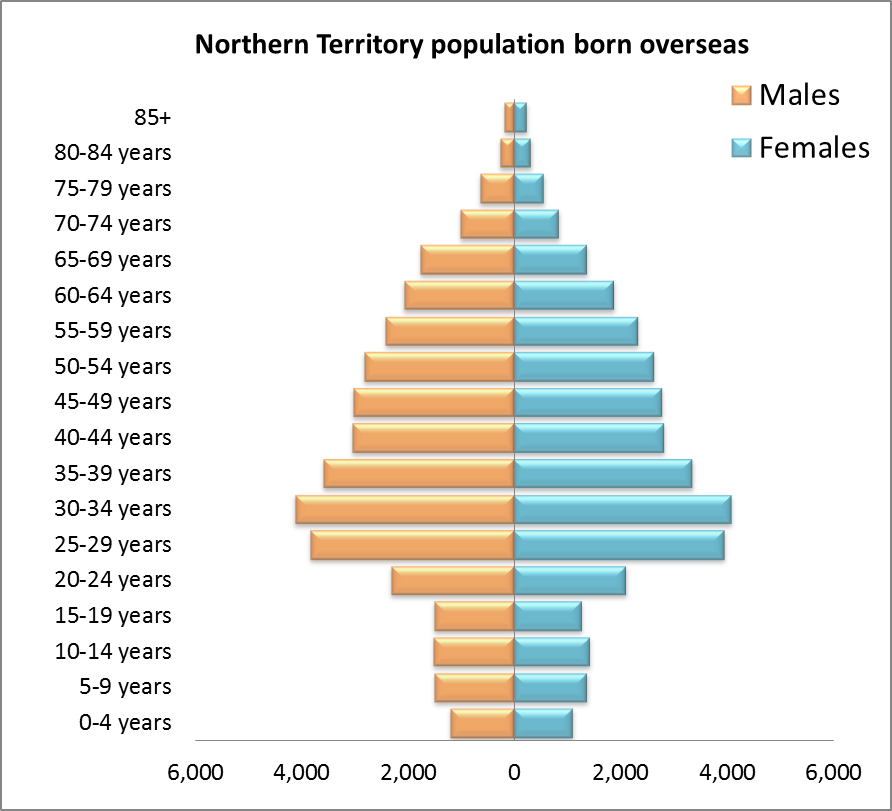 Northern Territory population born overseas
Males
Females
85+
80-84 years
75-79 years
70-74 years
65-69 years
60-64 years
55-59 years
50-54 years
45-49 years
40-44 years
35-39 years
30-34 years
25-29 years
20-24 years
15-19 years
10-14 years
5-9 years
0-4 years
6,000 4,000 2,000 0 2,000 4,000 6,000